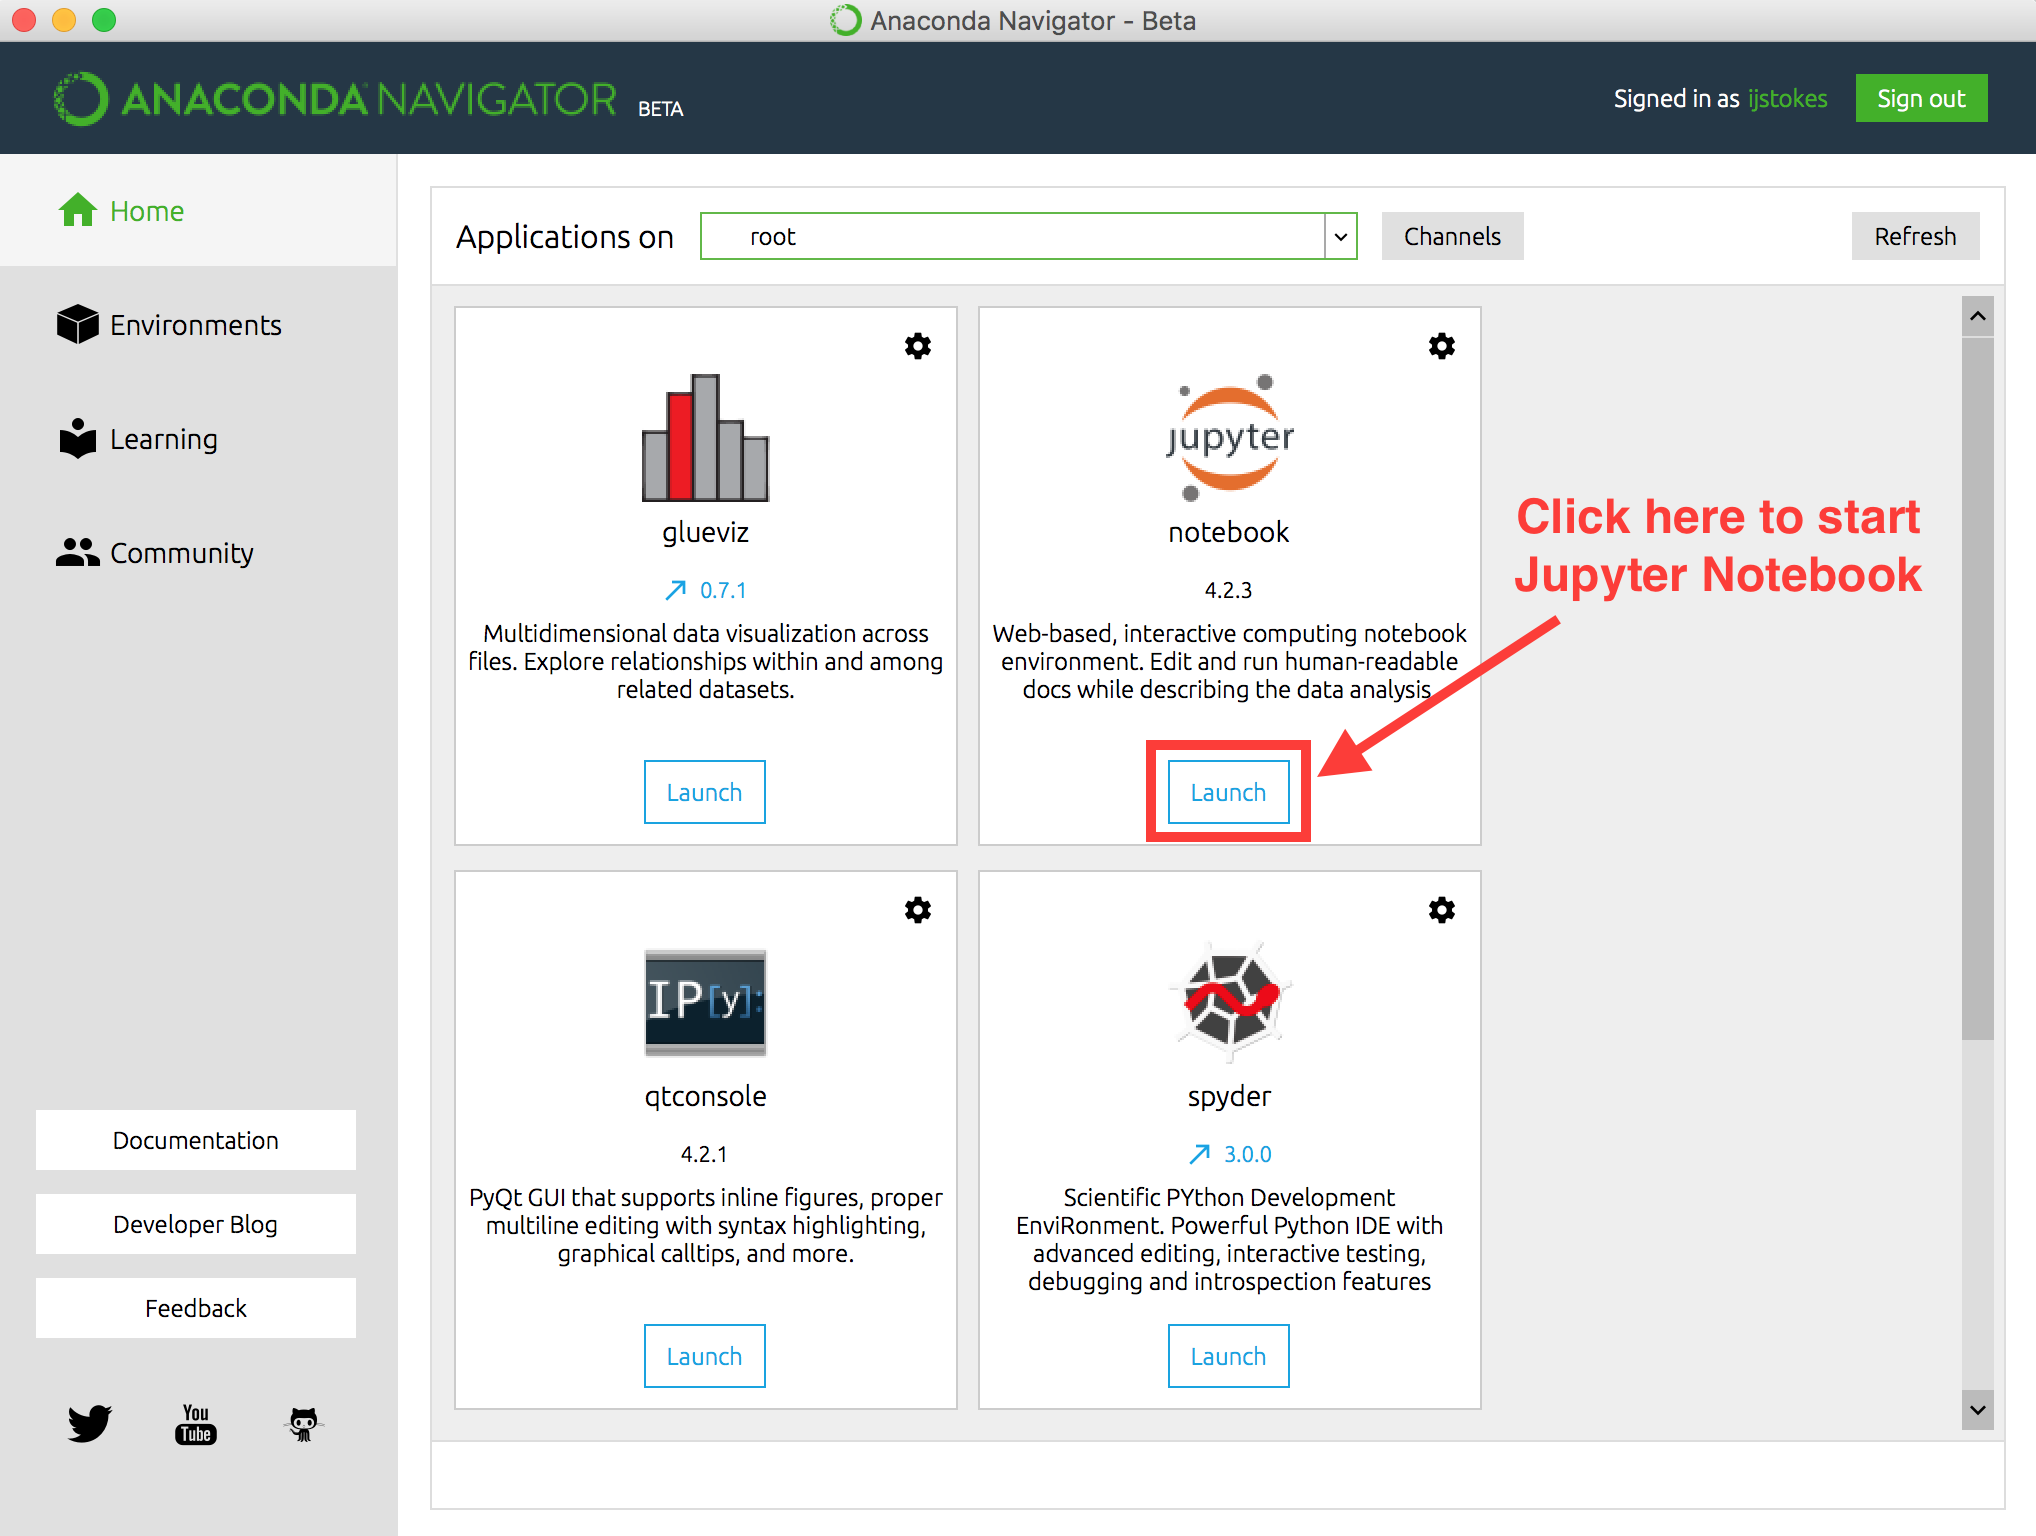 Anaconda Navigator - Beta
ANACONDA NAVIGATOR BETA
Signed in as ijstokes
Sign out
Home
Environments
Learning
Community
Documentation
Developer Blog
Feedback
You
Tube
Applications on
root
Channels
Refresh
glueviz
0.7.1
Multidimensional data visualization across
files. Explore relationships within and among
related datasets.
Launch
jupyter
notebook
4.2.3
Web-based, interactive computing notebook
environment. Edit and run human-readable
docs while describing the data analysis.
Launch
Click here to start
Jupyter Notebook
IP[y]:
qtconsole
4.2.1
PyQt GUI that supports inline figures, proper
multiline editing with syntax highlighting,
graphical calltips, and more.
Launch
spyder
3.0.0
Scientific PYthon Development
EnviRonment. Powerful Python IDE with
advanced editing, interactive testing,
debugging and introspection features
Launch